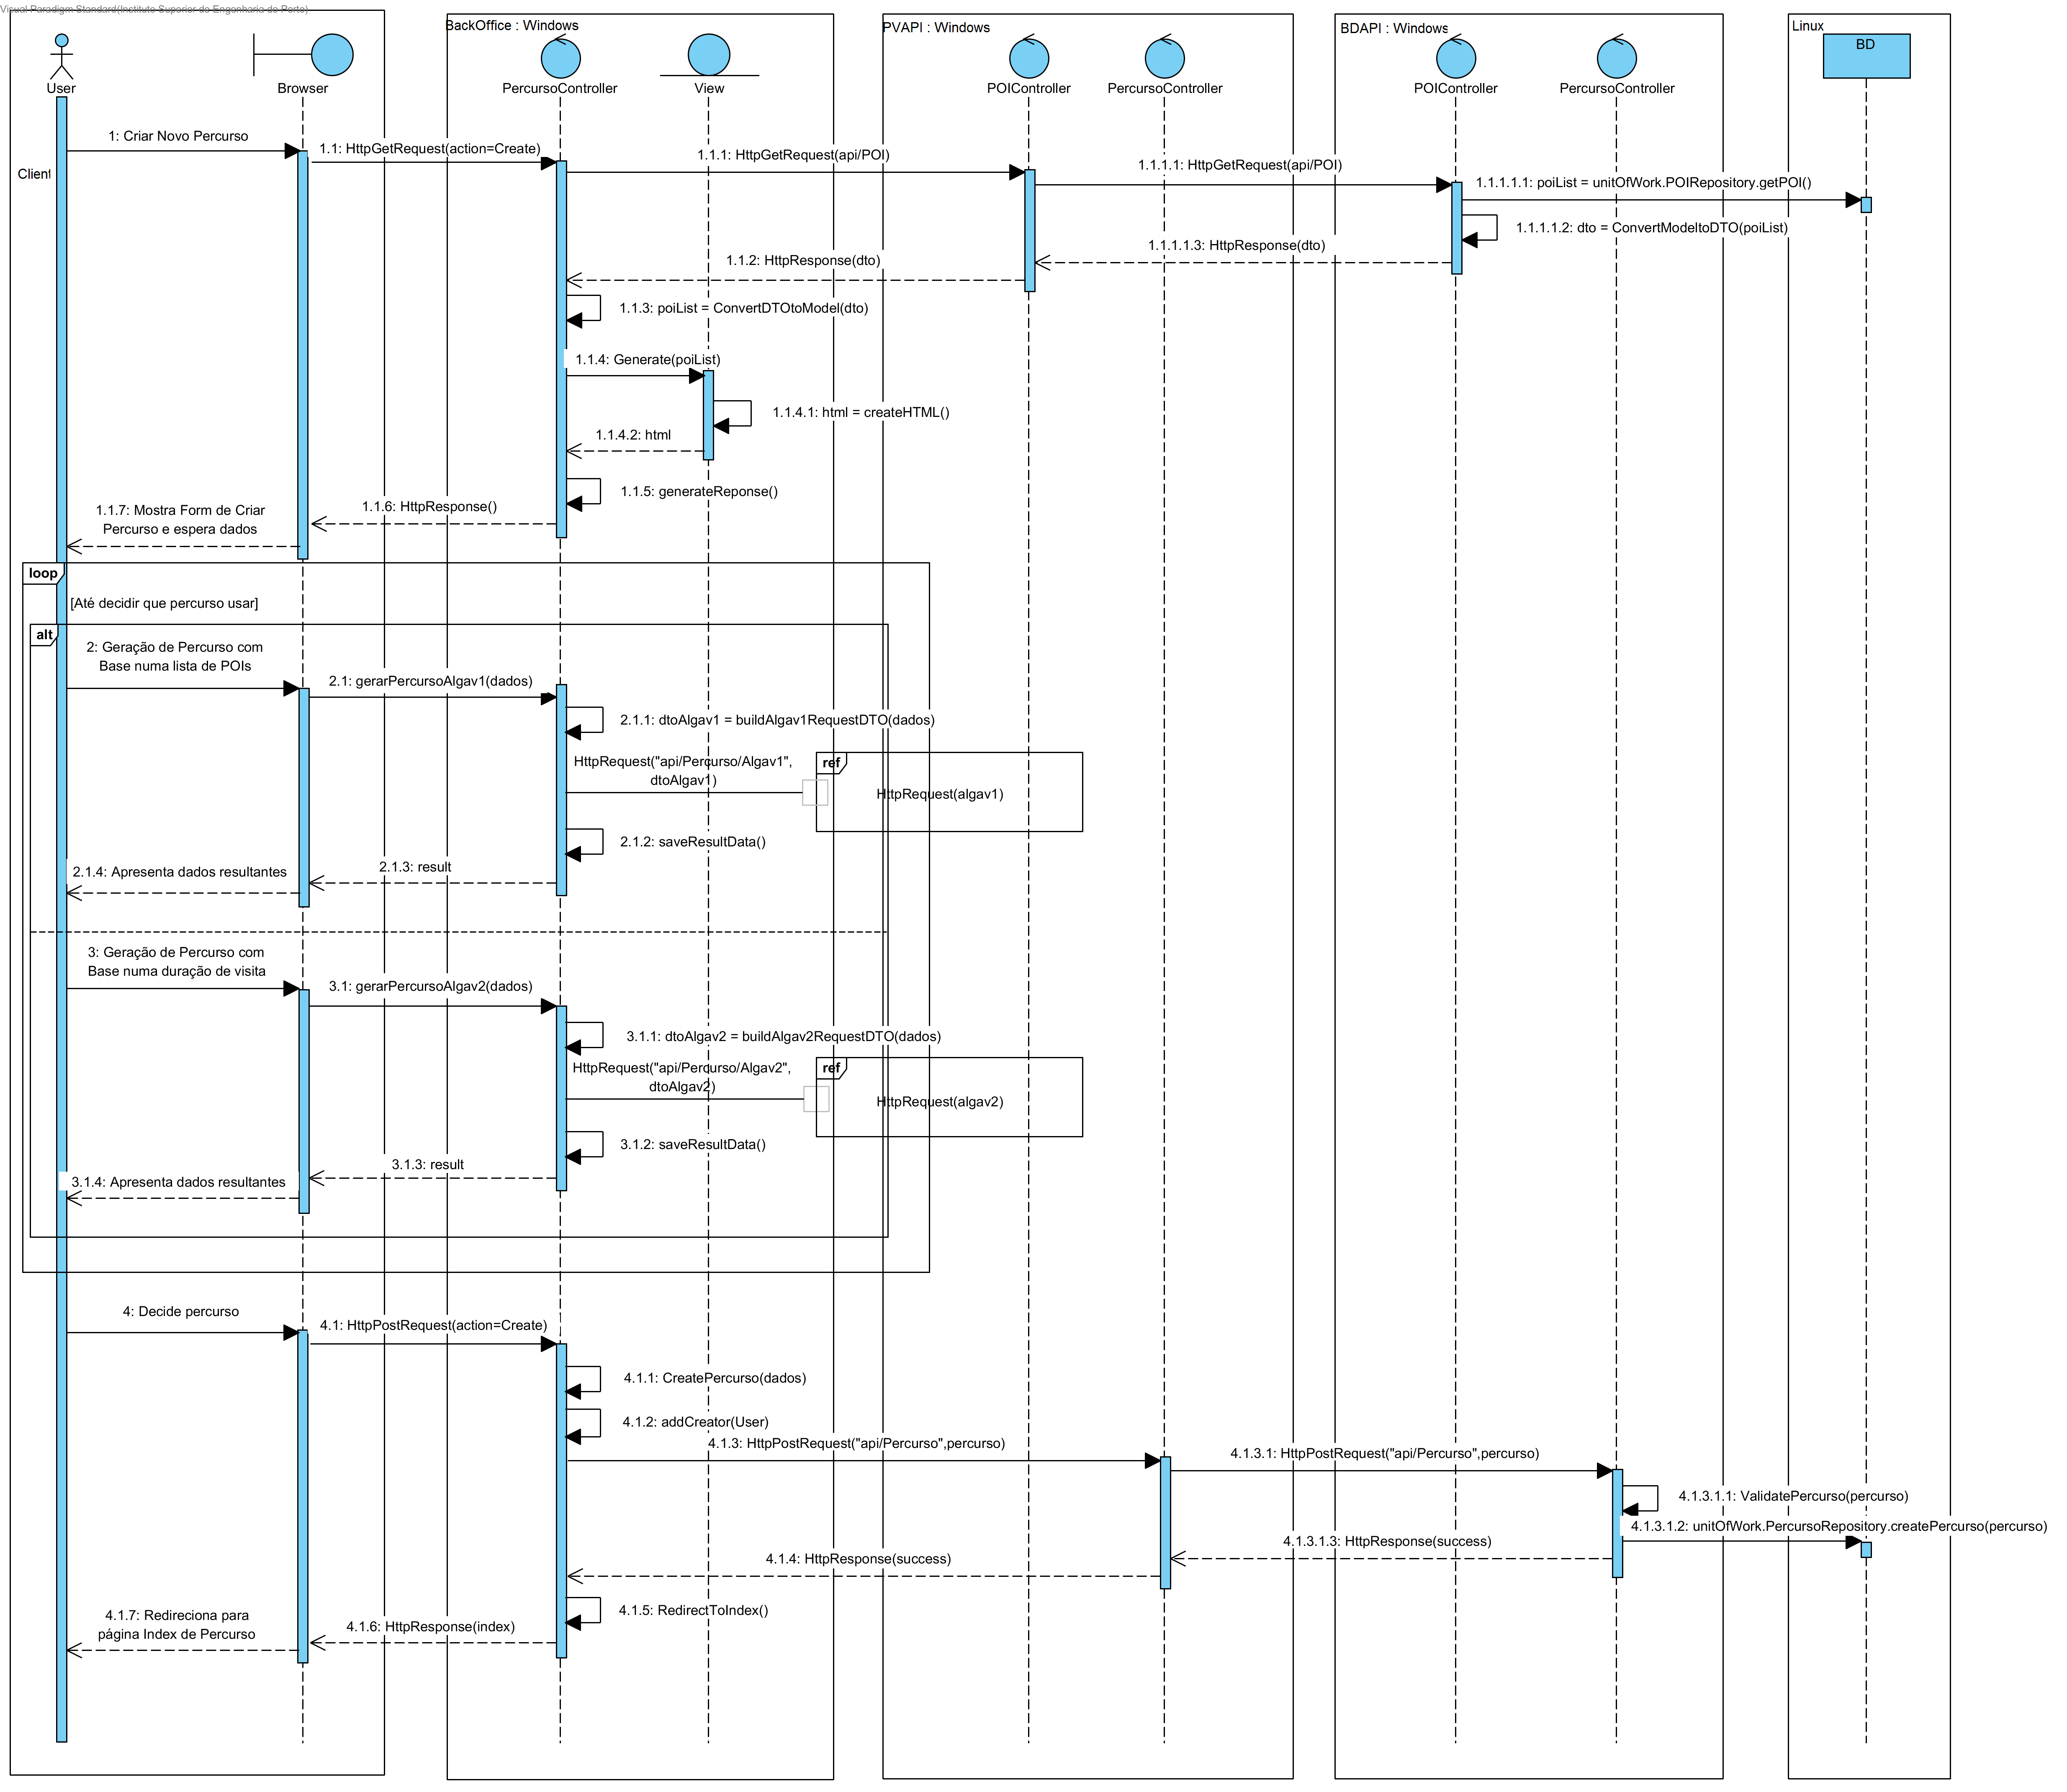 Visual Paradigm Standard(Instituto Superior de Engenharia do Porto)
BackOffice : Windows
PVAPI : Windows
BDAPI : Windows
Linux
BD
User
Browser
PercursoController
View
POIController
PercursoController
POIController
PercursoController
Client
1: Criar Novo Percurso
1.1: HttpGetRequest(action=Create)
1.1.1: HttpGetRequest(api/POI)
1.1.1.1: HttpGetRequest(api/POI)
1.1.1.1.1: poiList = unitOfWork.POIRepository.getPOI()
1.1.1.1.2: dto = ConvertModeltoDTO(poiList)
1.1.1.1.3: HttpResponse(dto)
1.1.2: HttpResponse(dto)
1.1.3: poiList = ConvertDTOtoModel(dto)
1.1.4: Generate(poiList)
1.1.4.1: html = createHTML()
1.1.4.2: html
1.1.5: generateReponse()
1.1.6: HttpResponse()
1.1.7: Mostra Form de Criar
Percurso e espera dados
loop
[Até decidir que percurso usar]
alt
2: Geração de Percurso com
Base numa lista de POIs
2.1: gerarPercursoAlgav1(dados)
2.1.1: dtoAlgav1 = buildAlgav1RequestDTO(dados)
HttpRequest("api/Percurso/Algav1",
dtoAlgav1)
ref
HttpRequest(algav1)
2.1.2: saveResultData()
2.1.3: result
2.1.4: Apresenta dados resultantes
3: Geração de Percurso com
Base numa duração de visita
3.1: gerarPercursoAlgav2(dados)
3.1.1: dtoAlgav2 = buildAlgav2RequestDTO(dados)
HttpRequest("api/Percurso/Algav2",
dtoAlgav2)
ref
HttpRequest(algav2)
3.1.2: saveResultData()
3.1.3: result
3.1.4: Apresenta dados resultantes
4: Decide percurso
4.1: HttpPostRequest(action=Create)
4.1.1: CreatePercurso(dados)
4.1.2: addCreator(User)
4.1.3: HttpPostRequest("api/Percurso",percurso)
4.1.3.1: HttpPostRequest("api/Percurso",percurso)
4.1.3.1.1: ValidatePercurso(percurso)
4.1.3.1.2: unitOfWork.PercursoRepository.createPercurso(percurso)
4.1.3.1.3: HttpResponse(success)
4.1.4: HttpResponse(success)
4.1.5: RedirectToIndex()
4.1.6: HttpResponse(index)
4.1.7: Redireciona para
página Index de Percurso